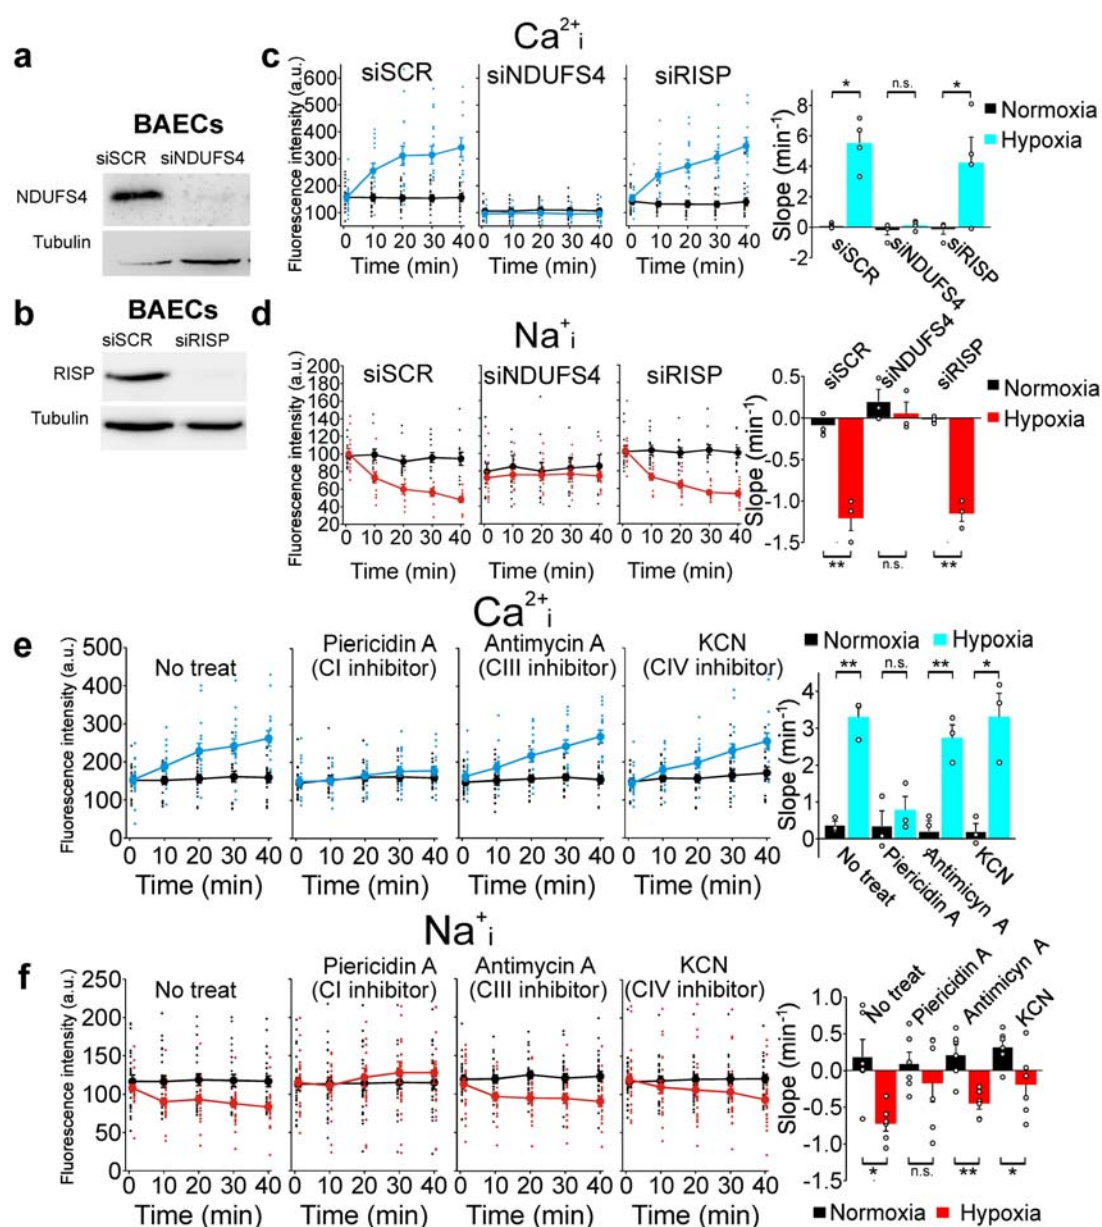 a
BAECs
siSCR siNDUFS4
NDUFS4
Tubulin
b
BAECs
siSCR siRISP
RISP
Tubulin
c
Ca²⁺i
siSCR siNDUFS4 siRISP
Fluorescence intensity (a.u.)
600
500
400
300
200
100
0 10 20 30 40 0 10 20 30 40 0 10 20 30 40
Time (min) Time (min) Time (min)
Slope (min⁻¹)
8
6
4
2
0
-2
* n.s. *
Normoxia
Hypoxia
siSCR siNDUFS4 siRISP
d
Na⁺i
siSCR siNDUFS4 siRISP
Fluorescence intensity (a.u.)
200
180
160
140
120
100
80
60
40
20
0 10 20 30 40 0 10 20 30 40 0 10 20 30 40
Time (min) Time (min) Time (min)
siSCR siNDUFS4 siRISP
Slope (min⁻¹)
0.5
0.0
-0.5
-1.0
-1.5
Normoxia
Hypoxia
** n.s. **
e
Ca²⁺i
No treat
Piericidin A
(CI inhibitor)
Antimycin A
(CIII inhibitor)
KCN
(CIV inhibitor)
Fluorescence intensity (a.u.)
500
400
300
200
100
0
0 10 20 30 40 0 10 20 30 40 0 10 20 30 40 0 10 20 30 40
Time (min) Time (min) Time (min) Time (min)
Normoxia Hypoxia
** n.s. ** *
Slope (min⁻¹)
4
2
0
No treat Piericidin A Antimicyn A KCN
f
Na⁺i
No treat
Piericidin A
(CI inhibitor)
Antimycin A
(CIII inhibitor)
KCN
(CIV inhibitor)
Fluorescence intensity (a.u.)
250
200
150
100
50
0
0 10 20 30 40 0 10 20 30 40 0 10 20 30 40 0 10 20 30 40
Time (min) Time (min) Time (min) Time (min)
No treat Piericidin A Antimicyn A KCN
Slope (min⁻¹)
1.0
0.5
0.0
-0.5
-1.0
-1.5
* n.s. ** *
Normoxia Hypoxia